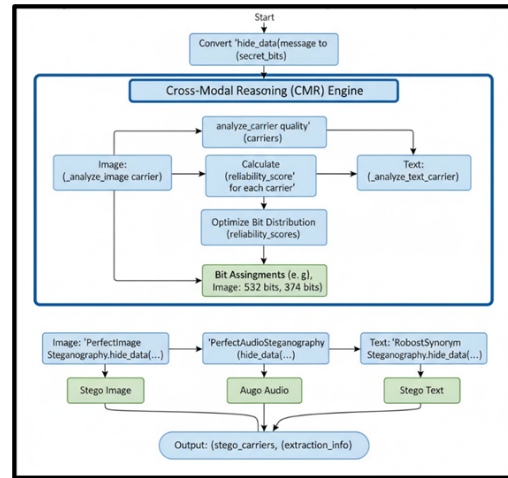 Start
Convert 'hide_data(message to
(secret_bits)
Cross-Modal Reasoning (CMR) Engine
analyze_carrier quality'
(carriers)
Image:
(_analyze_image carrier)
Calculate
(reliability_score'
for each carrier'
Text:
(_analyze_text_carrier)
Optimize Bit Distribution
(reliability_scores)
Bit Assingments (e. g),
Image: 532 bits, 374 bits)
Image: 'PerfectImage
Steganography.hide_data(...)
'PerfectAudioSteganography
(hide_data(...)
Text: 'RobostSynorym
Steganography.hide_data(...)
Stego Image
Augo Audio
Stego Text
Output: (stego_carriers, (extraction_info)